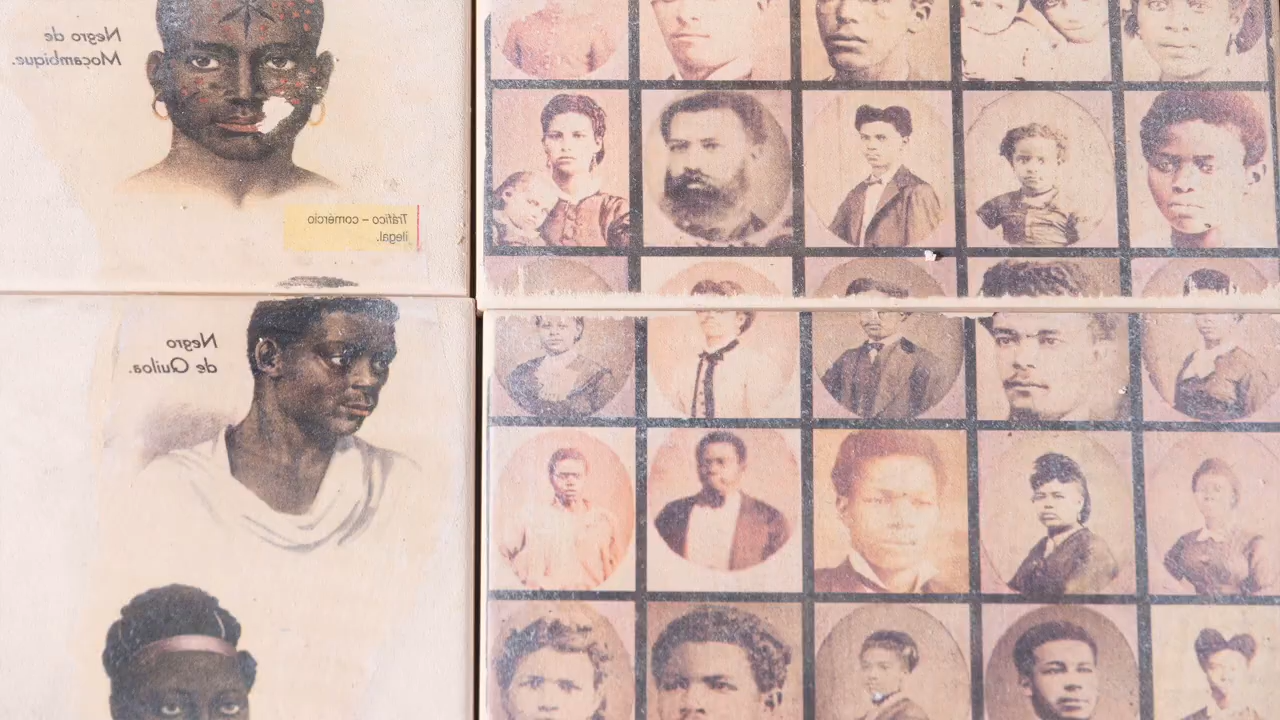 Negro de
Moçambique.
Tráfico – comércio
ilegal.
Negro
de Quiloa.